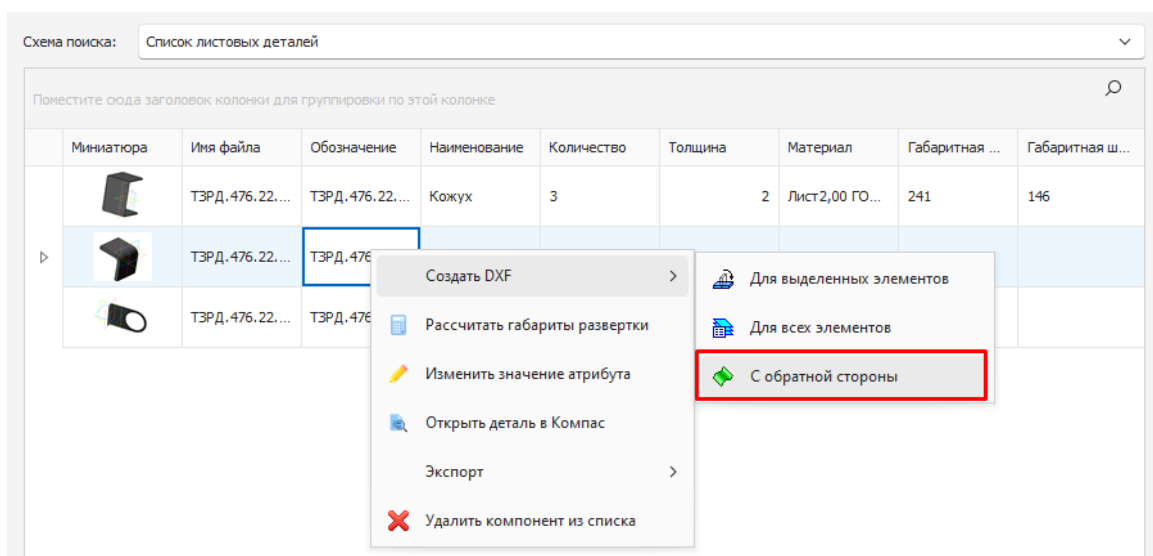 Схема поиска: Список листовых деталей
Поместите сюда заголовок колонки для группировки по этой колонке
Миниатюра Имя файла Обозначение Наименование Количество Толщина Материал Габаритная ... Габаритная ш...
ТЗРД.476.22.... ТЗРД.476.22.... Кожух 3 2 Лист2,00 ГО... 241 146
ТЗРД.476.22.... ТЗРД.476
ТЗРД.476.22.... ТЗРД.476
Создать DXF
Рассчитать габариты развертки
Изменить значение атрибута
Открыть деталь в Компас
Экспорт
Удалить компонент из списка
Для выделенных элементов
Для всех элементов
С обратной стороны